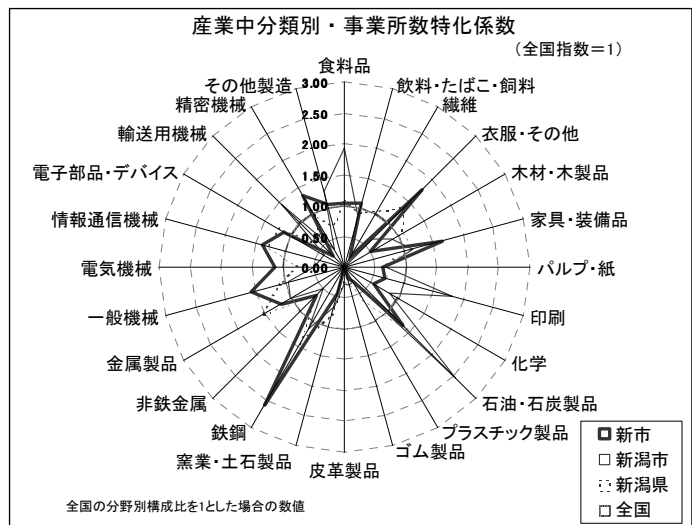 産業中分類別・事業所数特化係数
(全国指数=1)
食料品
飲料・たばこ・飼料
繊維
衣服・その他
木材・木製品
家具・装備品
パルプ・紙
印刷
化学
石油・石炭製品
プラスチック製品
ゴム製品
皮革製品
窯業・土石製品
鉄鋼
非鉄金属
金属製品
一般機械
電気機械
情報通信機械
電子部品・デバイス
輸送用機械
精密機械
その他製造
3.00
2.50
2.00
1.50
1.00
0.50
0.00
新市
新潟市
新潟県
全国
全国の分野別構成比を1とした場合の数値